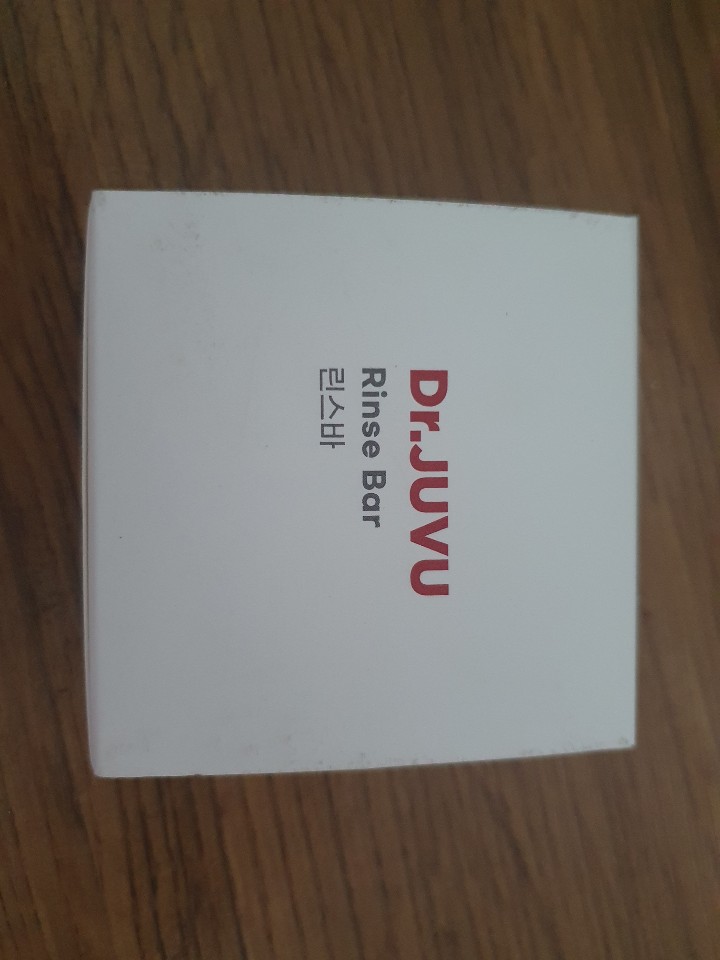 Dr.JUVU
Rinse Bar
린스바